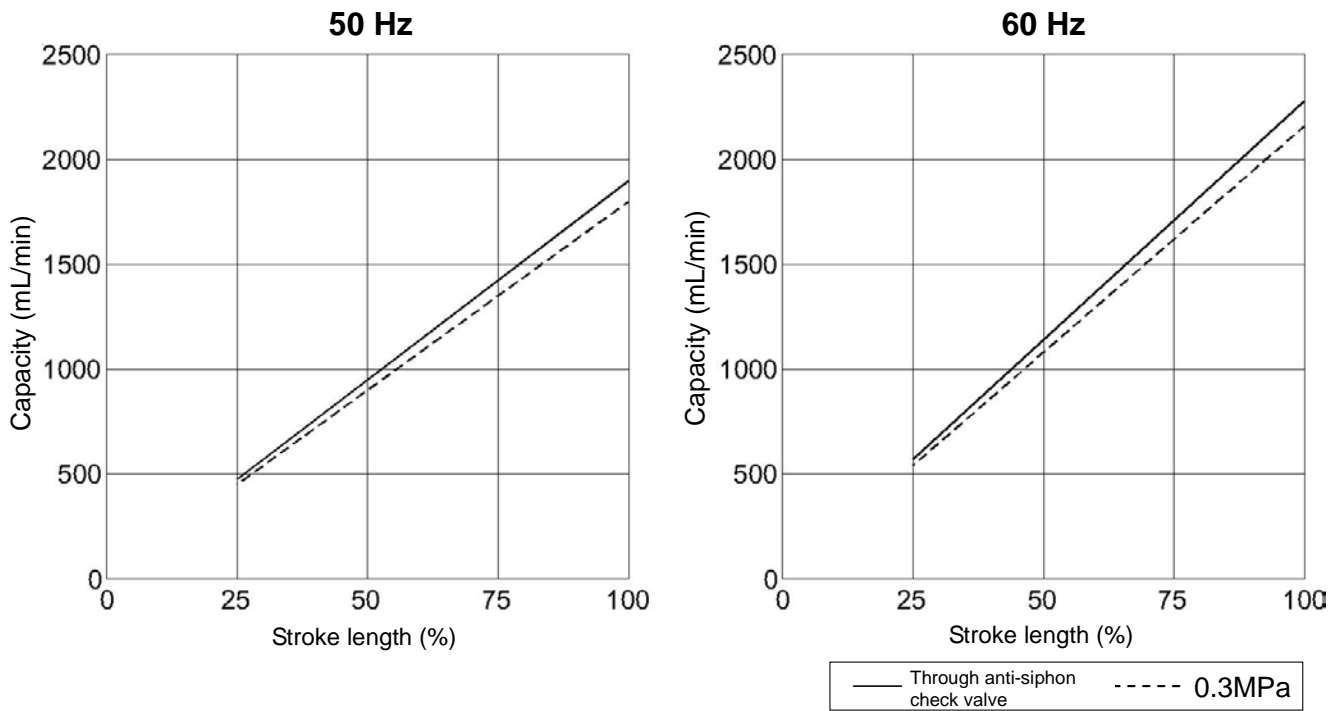 50 Hz
2500
2000
1500
1000
500
0
0 25 50 75 100
Capacity (mL/min)
Stroke length (%)
60 Hz
2500
2000
1500
1000
500
0
0 25 50 75 100
Capacity (mL/min)
Stroke length (%)
Through anti-siphon
check valve
0.3MPa